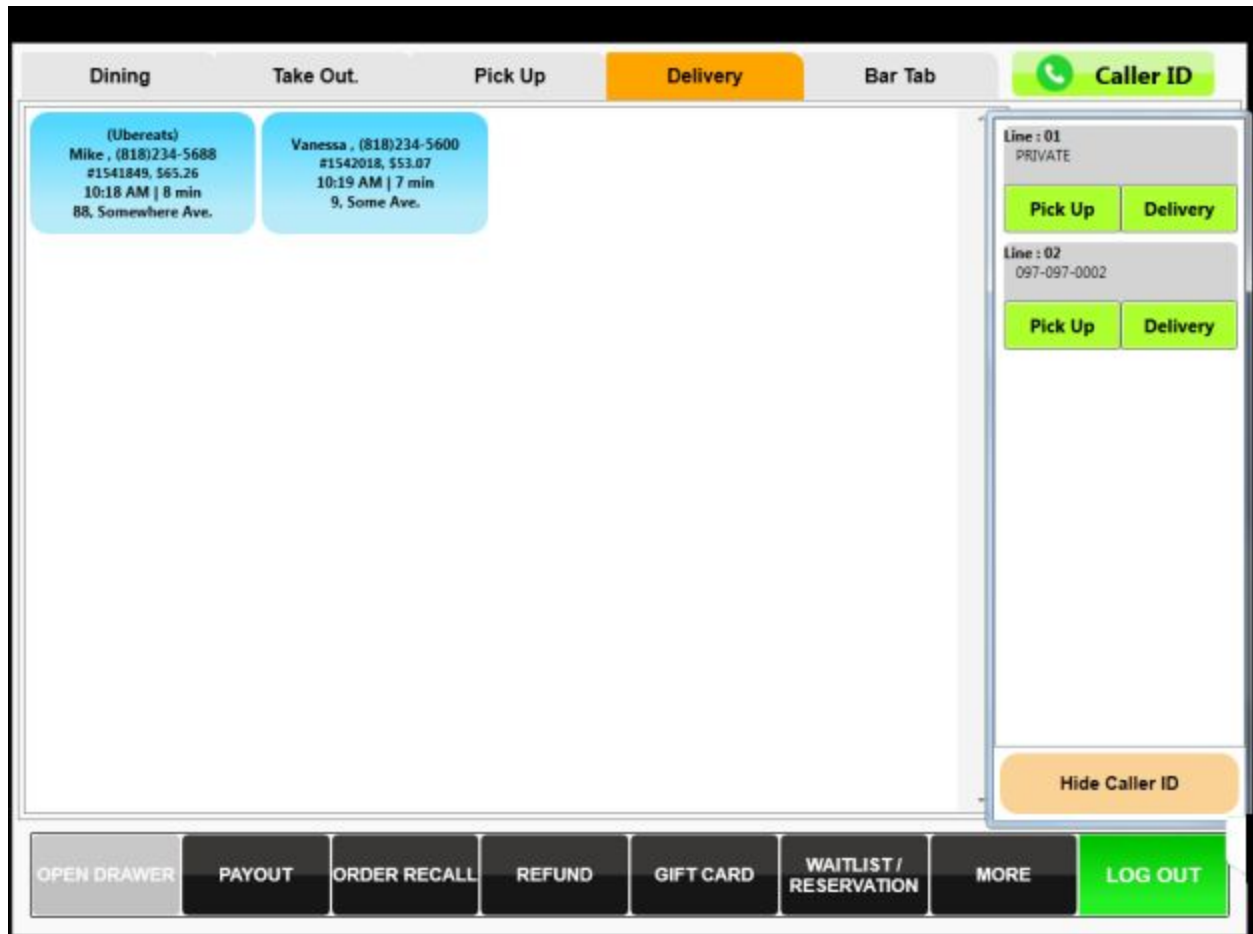 Dining
Take Out.
Pick Up
Delivery
Bar Tab
Caller ID
(Ubereats)
Mike , (818)234-5688
#1541849, $65.26
10:18 AM | 8 min
88, Somewhere Ave.
Vanessa , (818)234-5600
#1542018, $53.07
10:19 AM | 7 min
9, Some Ave.
Line : 01
PRIVATE
Pick Up
Delivery
Line : 02
097-097-0002
Pick Up
Delivery
Hide Caller ID
OPEN DRAWER
PAYOUT
ORDER RECALL
REFUND
GIFT CARD
WAITLIST /
RESERVATION
MORE
LOG OUT